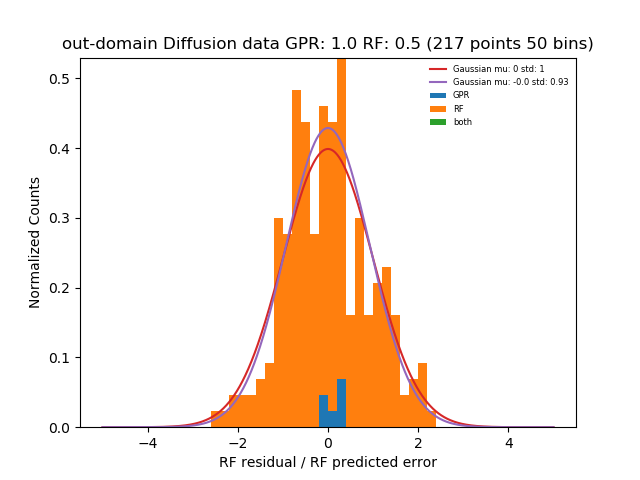 out-domain Diffusion data GPR: 1.0 RF: 0.5 (217 points 50 bins)
Gaussian mu: 0 std: 1
Gaussian mu: -0.0 std: 0.93
GPR
RF
both
Normalized Counts
0.5
0.4
0.3
0.2
0.1
0.0
−4
−2
0
2
4
RF residual / RF predicted error